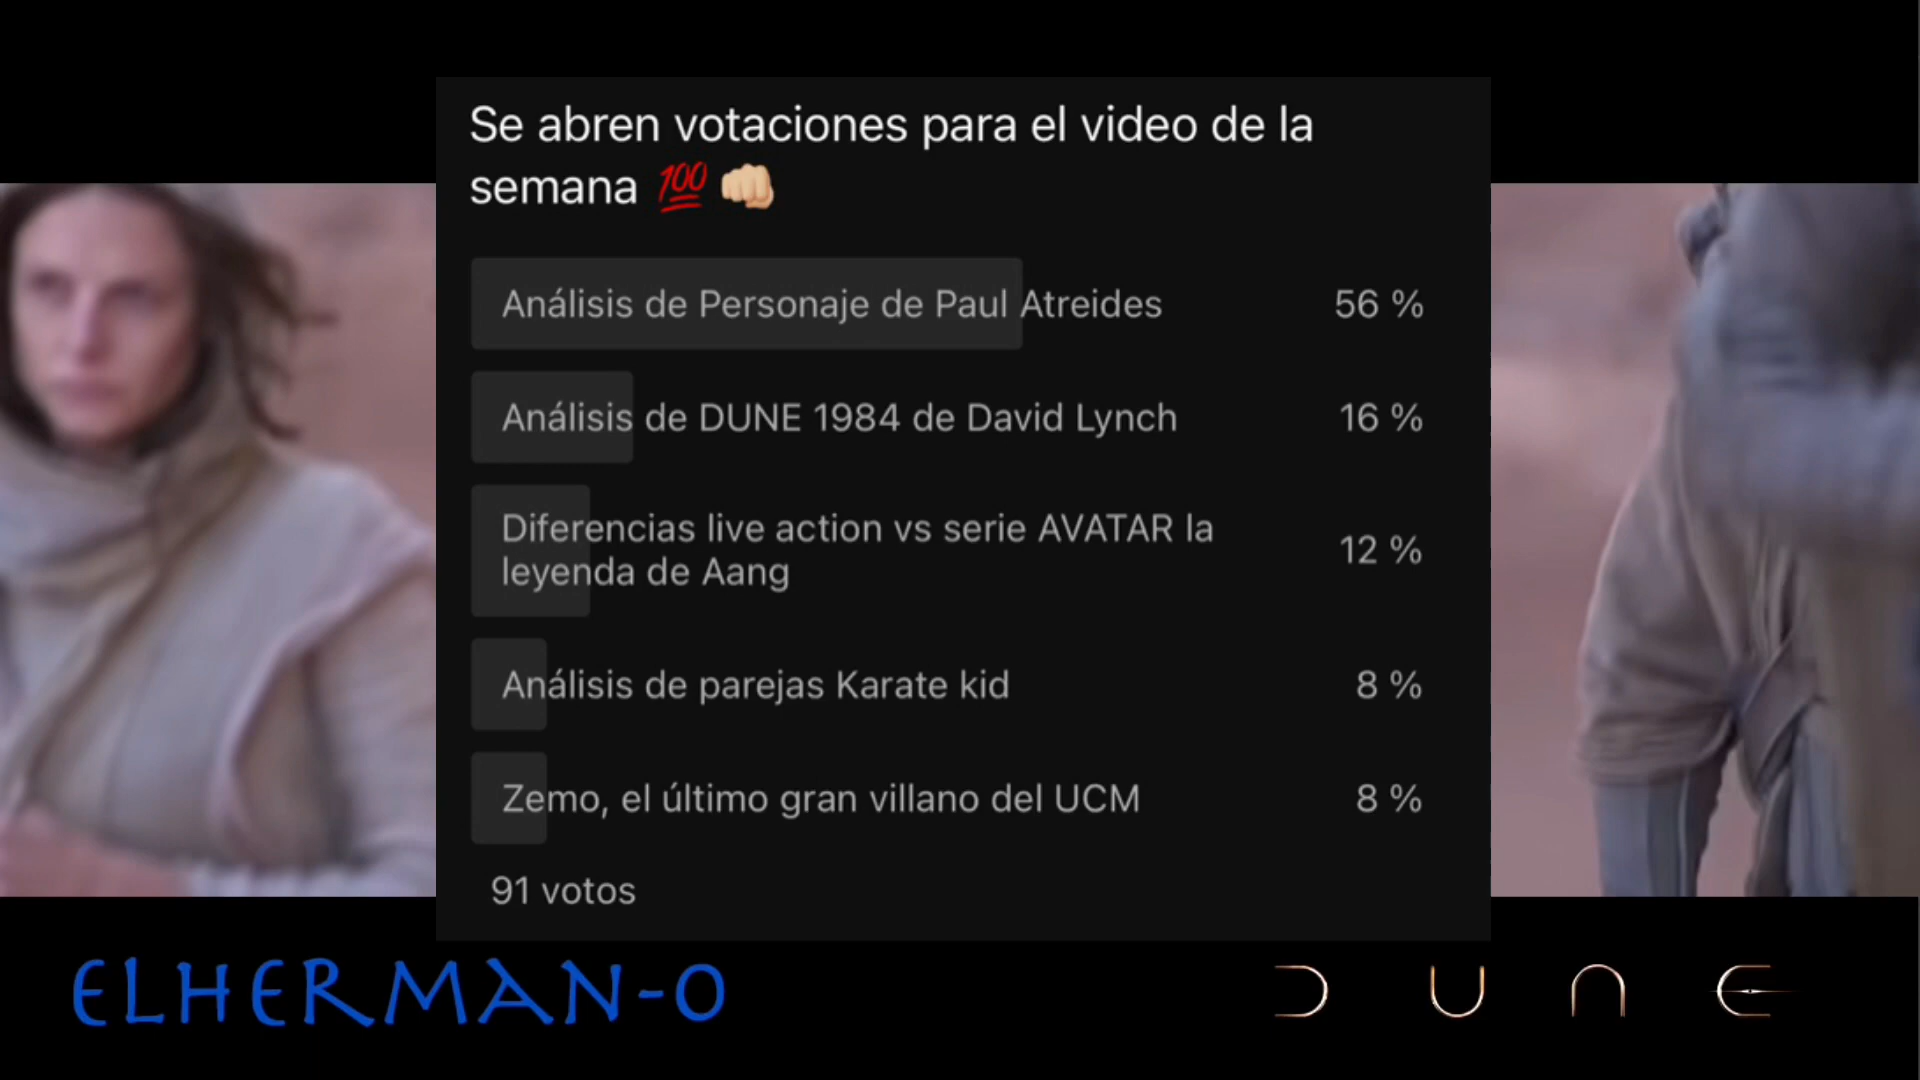 Se abren votaciones para el video de la
semana 💯 👊🏼
Análisis de Personaje de Paul Atreides 56 %
Análisis de DUNE 1984 de David Lynch 16 %
Diferencias live action vs serie AVATAR la
leyenda de Aang 12 %
Análisis de parejas Karate kid 8 %
Zemo, el último gran villano del UCM 8 %
91 votos
ELHERMAN-O
DUNE